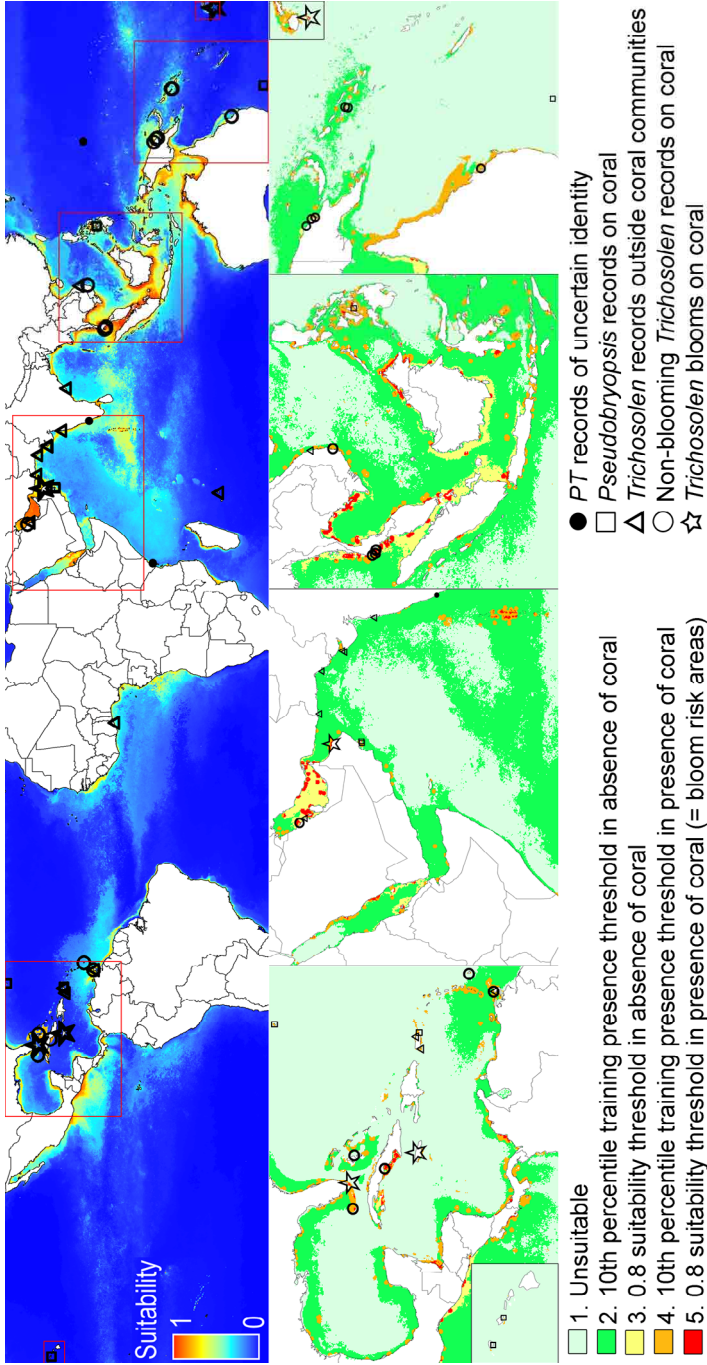 Suitability
1
0
1. Unsuitable
2. 10th percentile training presence threshold in absence of coral
3. 0.8 suitability threshold in absence of coral
4. 10th percentile training presence threshold in presence of coral
5. 0.8 suitability threshold in presence of coral (= bloom risk areas)
PT records of uncertain identity
Pseudobryopsis records on coral
Trichosolen records outside coral communities
Non-blooming Trichosolen records on coral
Trichosolen blooms on coral